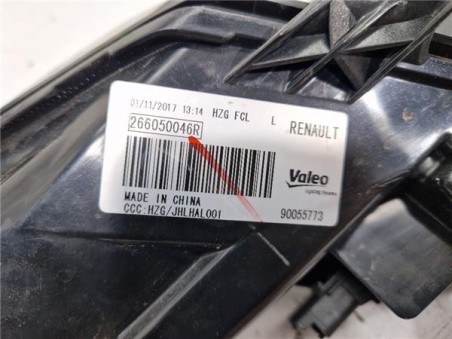 01/11/2017 13:14 HZG FCL L
266050046R RENAULT
Valeo
MADE IN CHINA
CCC:HZG/JHLHAL001 90055773